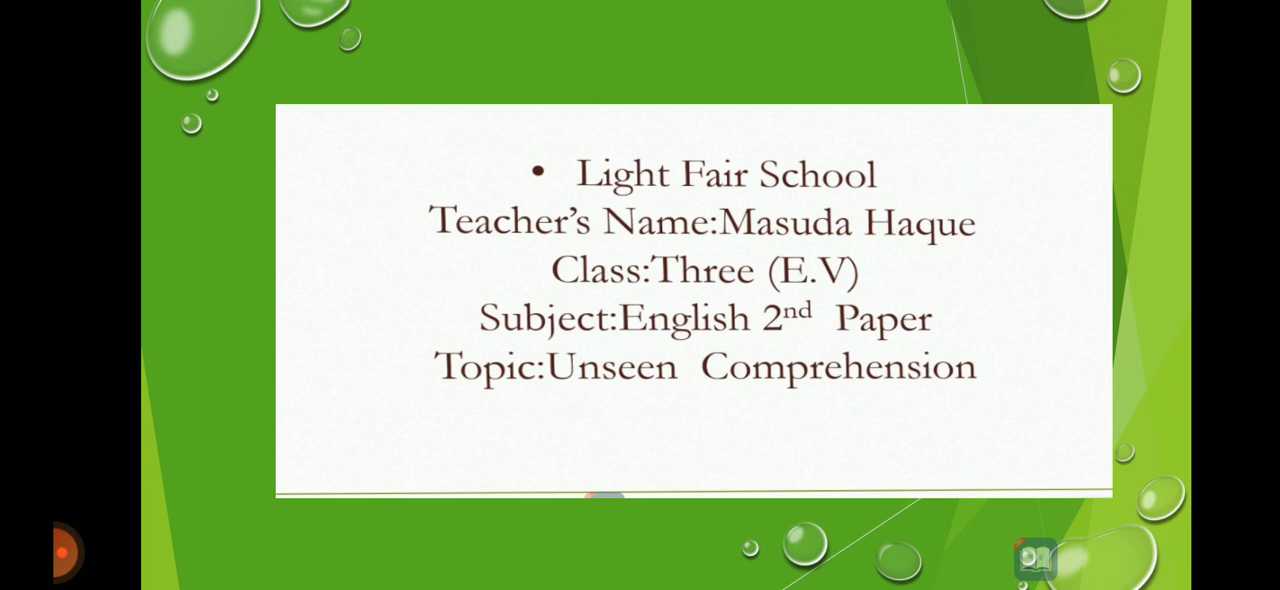 • Light Fair School
Teacher’s Name:Masuda Haque
Class:Three (E.V)
Subject:English 2nd Paper
Topic:Unseen Comprehension